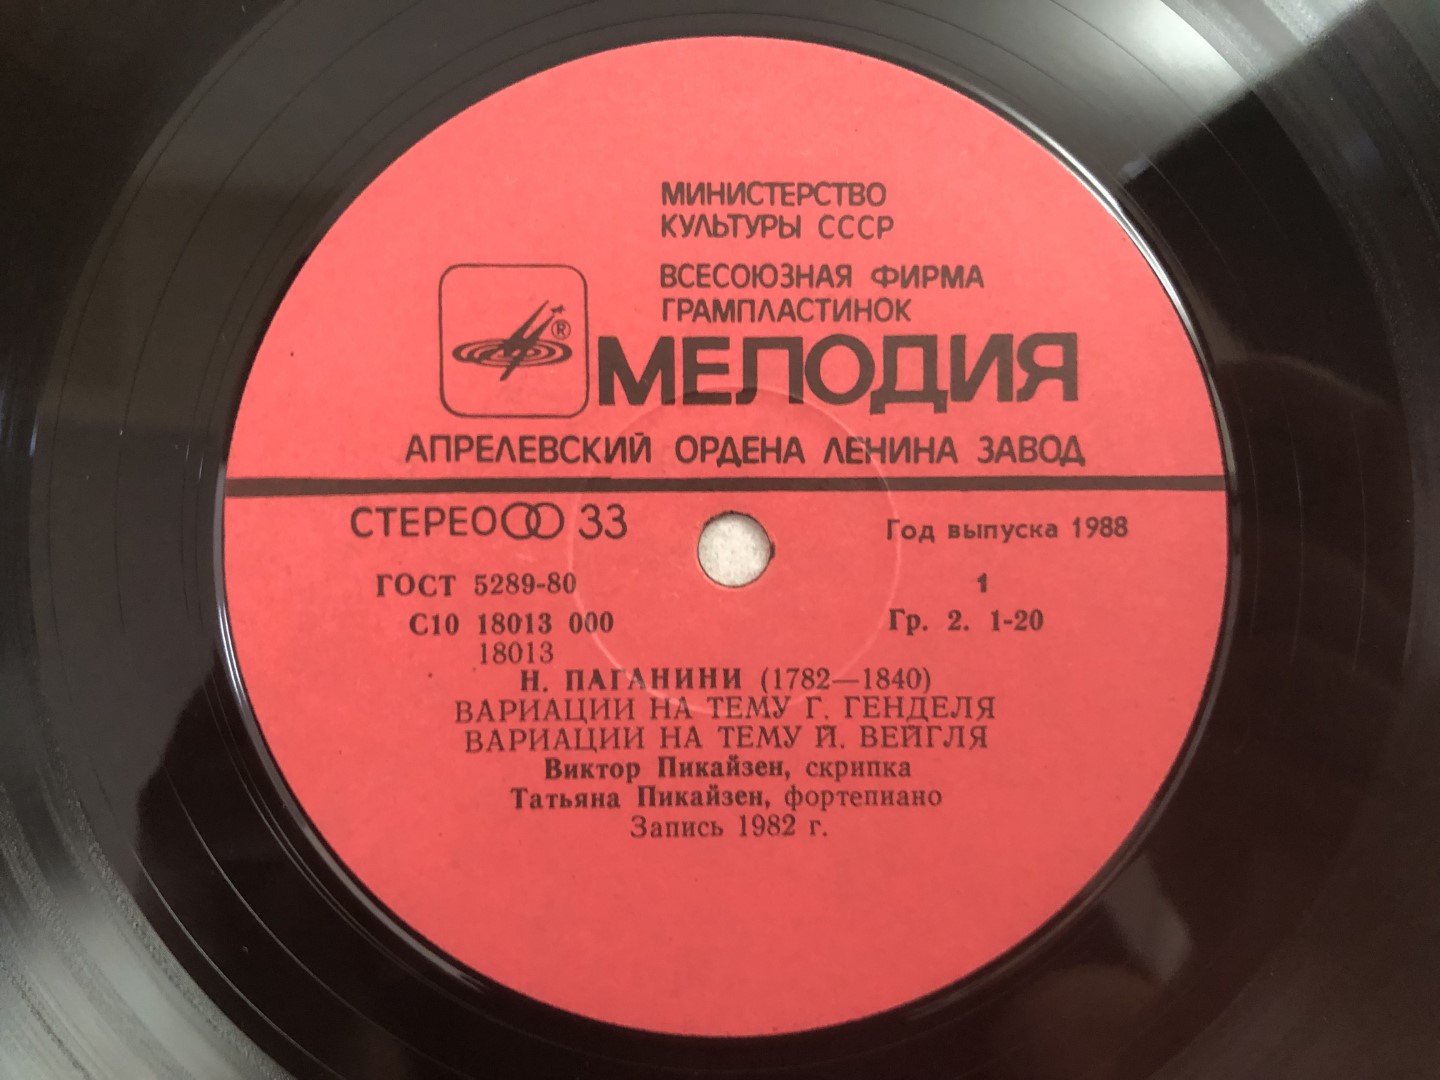 МИНИСТЕРСТВО
КУЛЬТУРЫ СССР
ВСЕСОЮЗНАЯ ФИРМА
ГРАМПЛАСТИНОК
®
МЕЛОДИЯ
АПРЕЛЕВСКИЙ ОРДЕНА ЛЕНИНА ЗАВОД
СТЕРЕО 33
Год выпуска 1988
ГОСТ 5289-80
1
С10 18013 000
Гр. 2. 1-20
18013
Н. ПАГАНИНИ (1782—1840)
ВАРИАЦИИ НА ТЕМУ Г. ГЕНДЕЛЯ
ВАРИАЦИИ НА ТЕМУ Й. ВЕЙГЛЯ
Виктор Пикайзен, скрипка
Татьяна Пикайзен, фортепиано
Запись 1982 г.